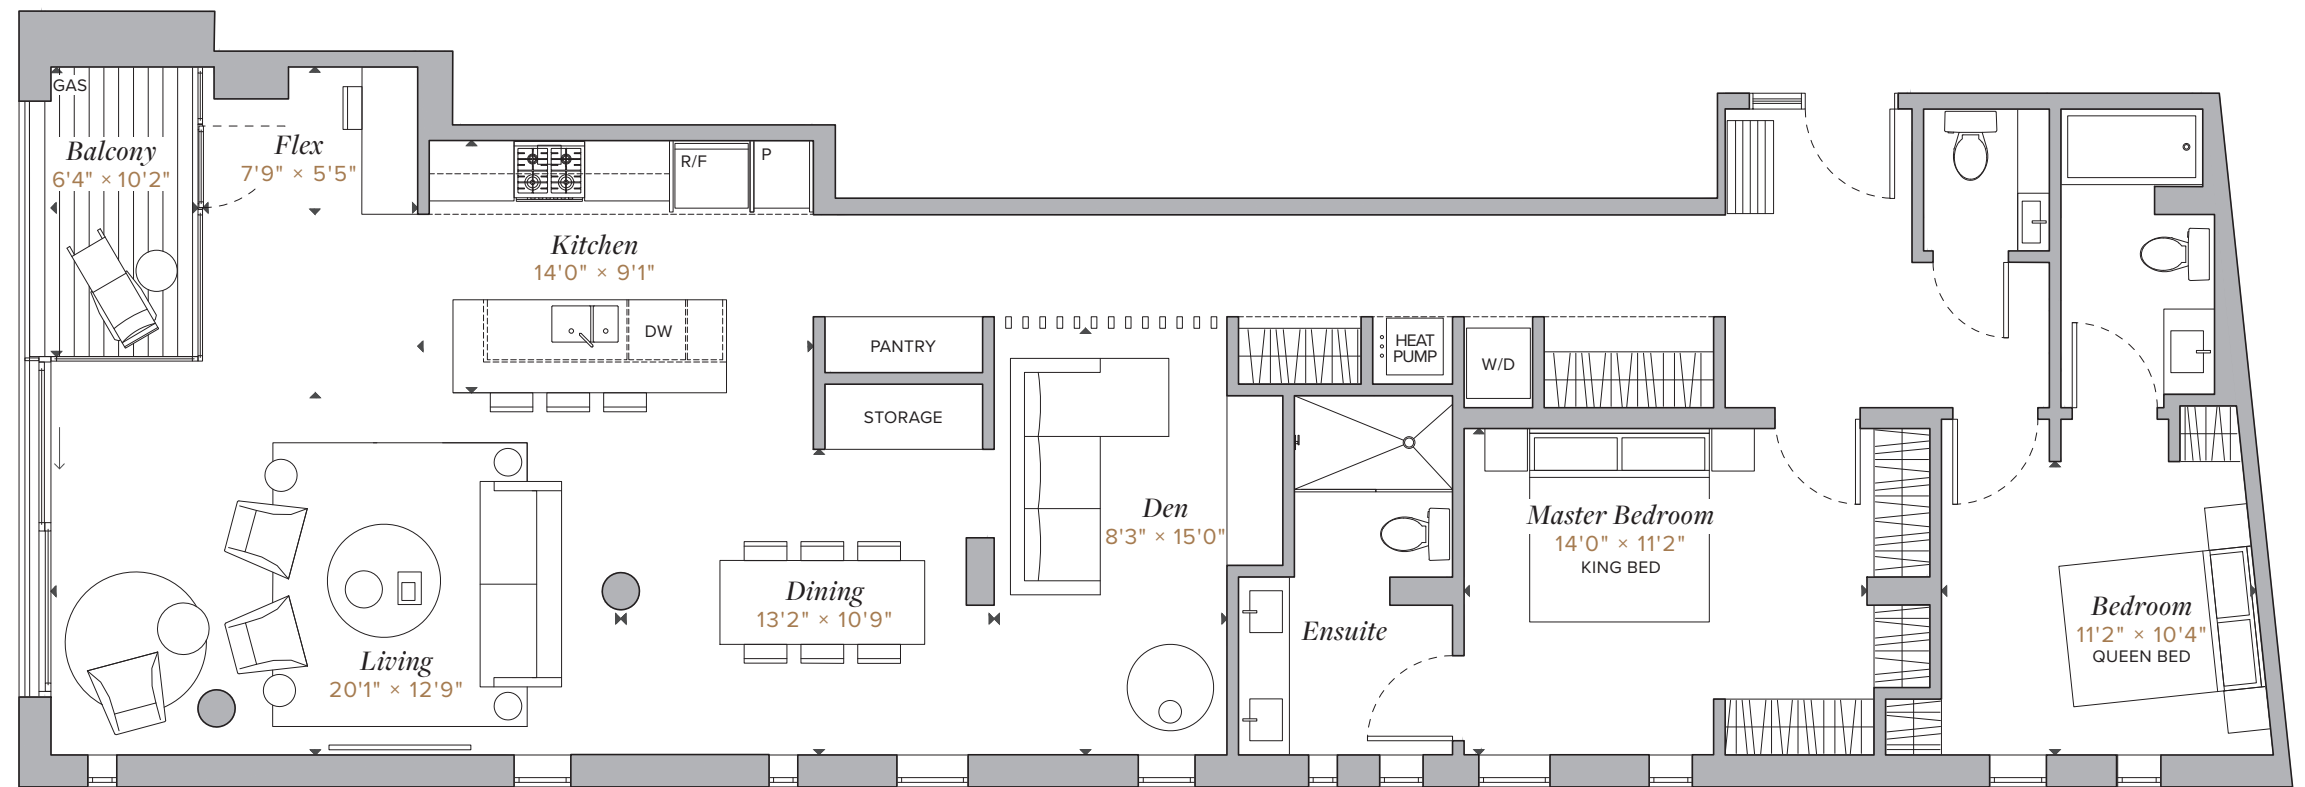 GAS
Balcony
6'4" × 10'2"
Flex
7'9" × 5'5"
R/F
P
Kitchen
14'0" × 9'1"
DW
PANTRY
STORAGE
HEAT
PUMP
W/D
Den
8'3" × 15'0"
Master Bedroom
14'0" × 11'2"
KING BED
Dining
13'2" × 10'9"
Ensuite
Bedroom
11'2" × 10'4"
QUEEN BED
Living
20'1" × 12'9"